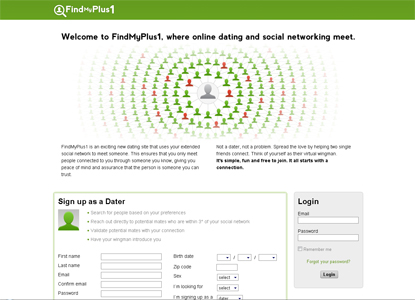 FindMyPlus1
Welcome to FindMyPlus1, where online dating and social networking meet.
FindMyPlus1 is an exciting new dating site that uses your extended
social network to meet someone. This ensures that you only meet
people connected to you through someone you know, giving you
peace of mind and assurance that the person is someone you can
trust.
Not a dater, not a problem. Spread the love by helping two single
friends connect. Think of yourself as their virtual wingman.
It's simple, fun and free to join. It all starts with a
connection.
Sign up as a Dater
Search for people based on your preferences
Reach out directly to potential mates who are within 3° of your social network
Validate potential mates with your connection
Have your wingman introduce you
First name
Last name
Email
Confirm email
Password
Birth date
/ /
Zip code
Sex
select
I'm looking for
select
I'm signing up as a
Dater
Login
Email
Password
Remember me
Forgot your password?
Login